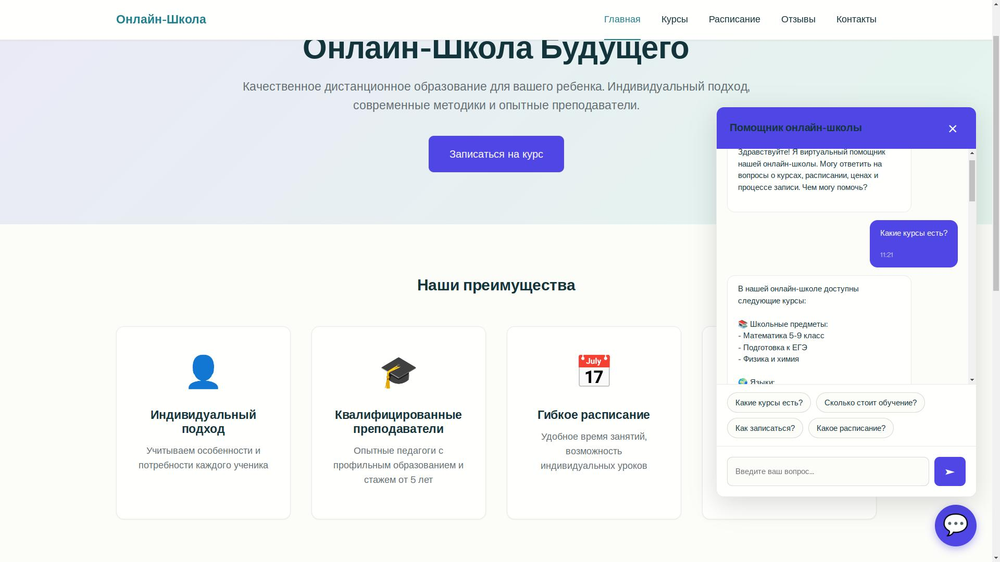 Онлайн-Школа
Главная
Курсы
Расписание
Отзывы
Контакты
Онлайн-Школа Будущего
Качественное дистанционное образование для вашего ребенка. Индивидуальный подход,
современные методики и опытные преподаватели.
Записаться на курс
Наши преимущества
Индивидуальный
подход
Учитываем особенности и
потребности каждого ученика
Квалифицированные
преподаватели
Опытные педагоги с
профильным образованием и
стажем от 5 лет
July
17
Гибкое расписание
Удобное время занятий,
возможность
индивидуальных уроков
Помощник онлайн-школы
×
Здравствуйте! Я виртуальный помощник
нашей онлайн-школы. Могу ответить на
вопросы о курсах, расписании, ценах и
процессе записи. Чем могу помочь?
Какие курсы есть?
11:21
В нашей онлайн-школе доступны
следующие курсы:
📚 Школьные предметы:
- Математика 5-9 класс
- Подготовка к ЕГЭ
- Физика и химия
🌍 Языки:
Какие курсы есть?
Сколько стоит обучение?
Как записаться?
Какое расписание?
Введите ваш вопрос...